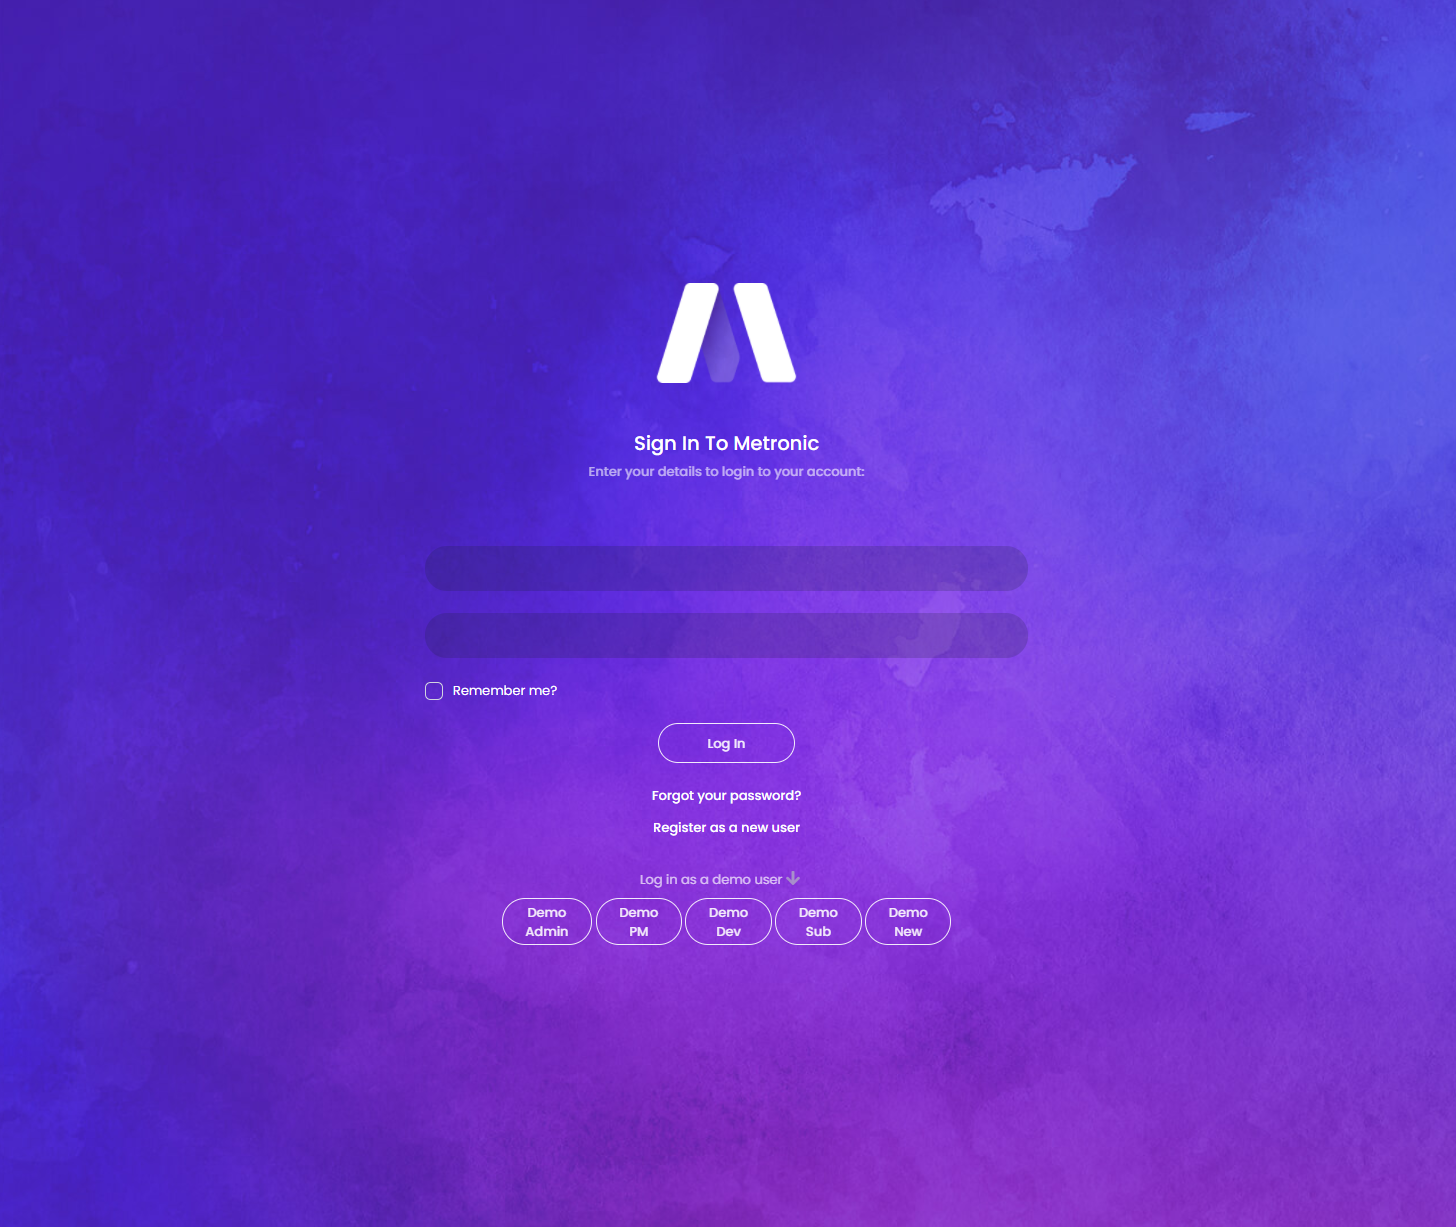 Sign In To Metronic
Enter your details to login to your account:
Remember me?
Log In
Forgot your password?
Register as a new user
Log in as a demo user
Demo
Admin
Demo
PM
Demo
Dev
Demo
Sub
Demo
New